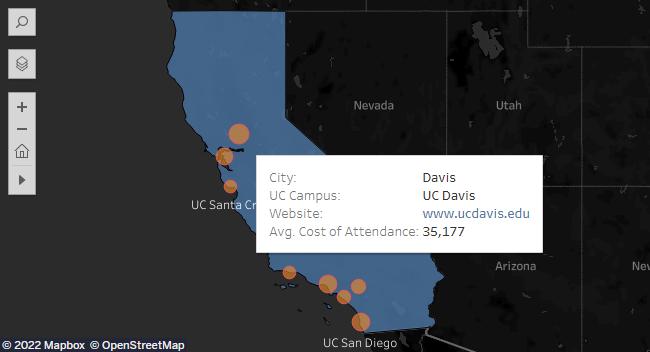 Nevada
Utah
City: Davis
UC Campus: UC Davis
Website: www.ucdavis.edu
Avg. Cost of Attendance: 35,177
UC Santa Cr
Arizona
Ne
UC San Diego
© 2022 Mapbox © OpenStreetMap